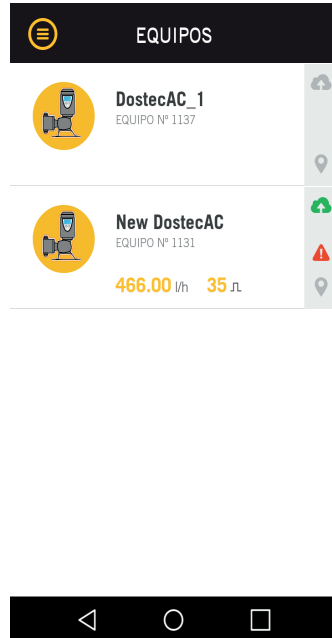 EQUIPOS
DostecAC_1
EQUIPO Nº 1137
New DostecAC
EQUIPO Nº 1131
466.00 l/h 35